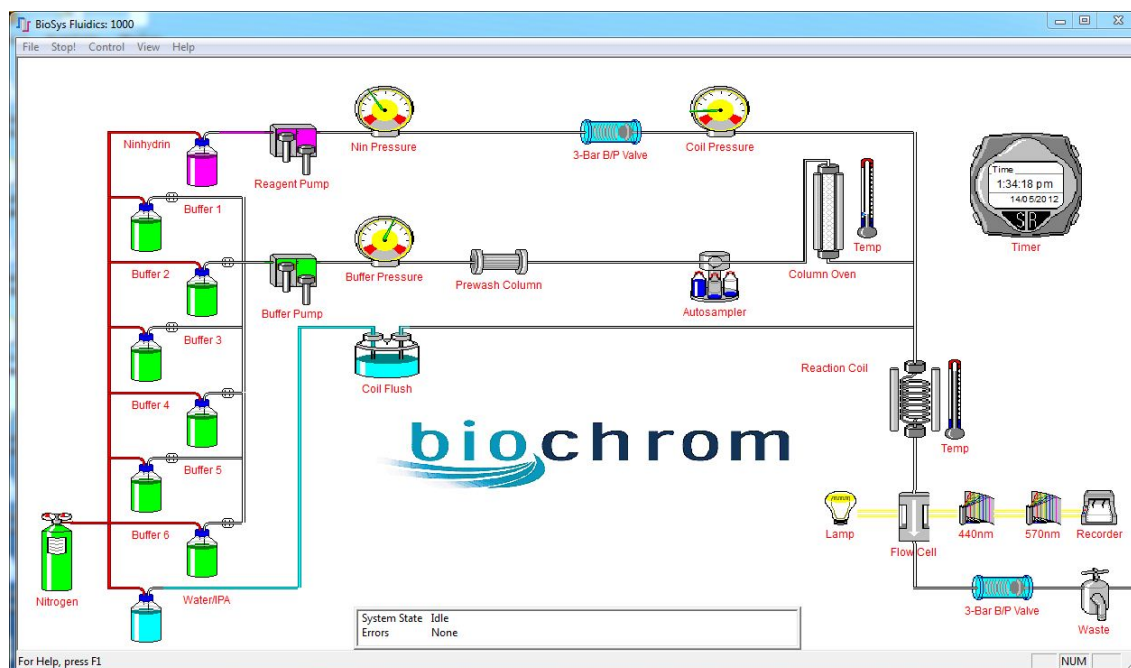 BioSys Fluidics: 1000
File Stop! Control View Help
Ninhydrin
Reagent Pump
Nin Pressure
3-Bar B/P Valve
Coil Pressure
Time
1:34:18 pm
14/05/2012
S R
Timer
Buffer 1
Temp
Column Oven
Buffer 2
Buffer Pump
Buffer Pressure
Prewash Column
Autosampler
Buffer 3
Coil Flush
Reaction Coil
Temp
Buffer 4
biochrom
Buffer 5
Buffer 6
Lamp
Flow Cell
440nm
570nm
Recorder
Nitrogen
Water/IPA
3-Bar B/P Valve
Waste
System State Idle
Errors None
For Help, press F1
NUM